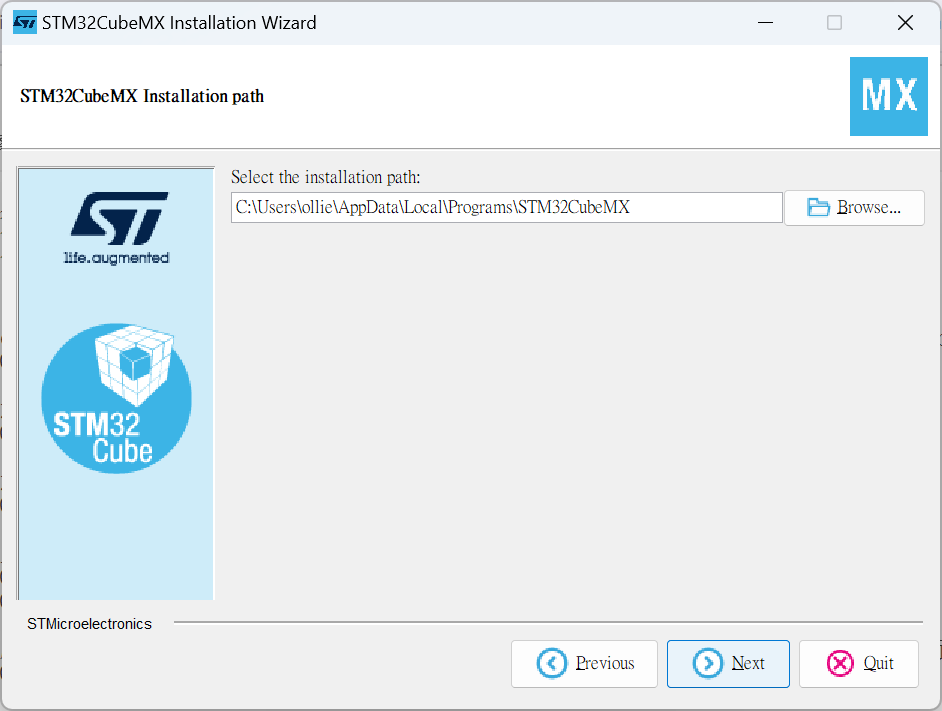 STM32CubeMX Installation Wizard
STM32CubeMX Installation path
MX
Select the installation path:
C:\Users\ollie\AppData\Local\Programs\STM32CubeMX
Browse...
ST
life.augmented
STM32
Cube
STMicroelectronics
Previous
Next
Quit